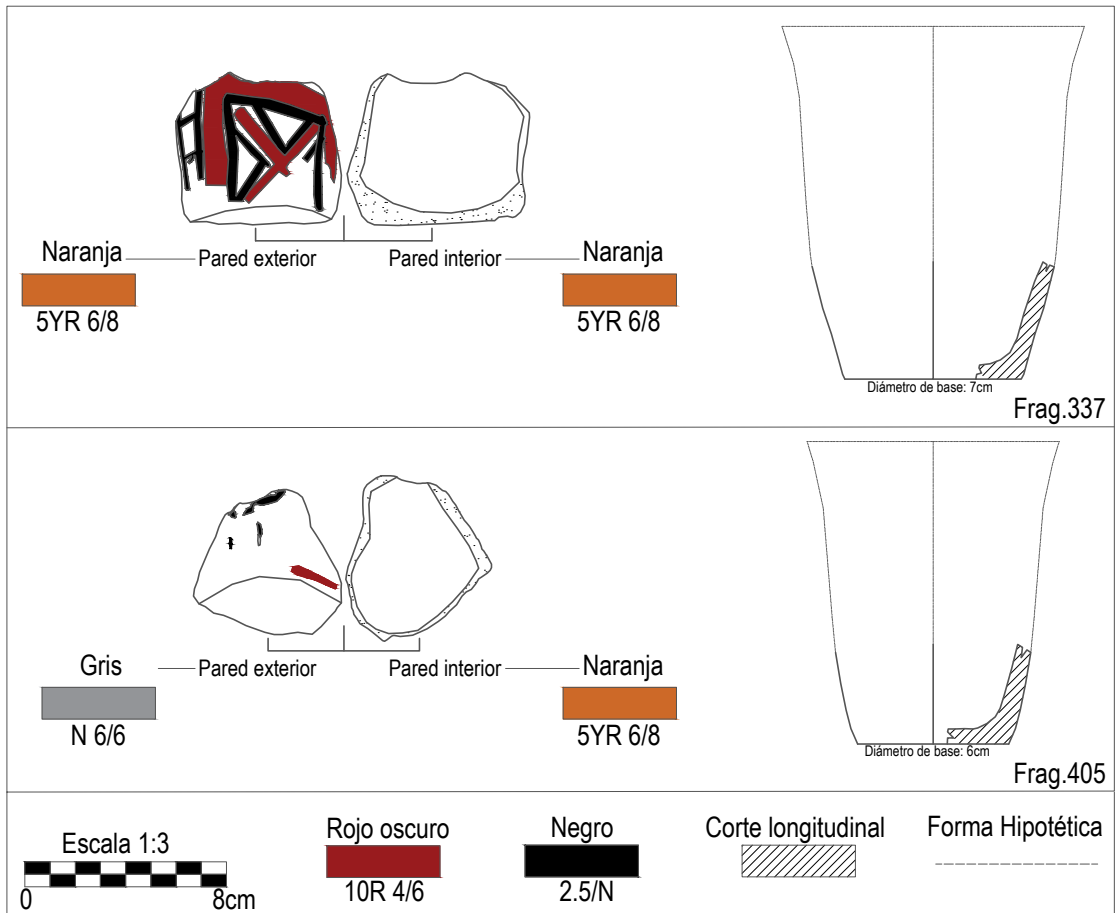 Naranja
Pared exterior
Pared interior
Naranja
5YR 6/8
5YR 6/8
Diámetro de base: 7cm
Frag.337
Gris
Pared exterior
Pared interior
Naranja
N 6/6
5YR 6/8
Diámetro de base: 6cm
Frag.405
Escala 1:3
0
8cm
Rojo oscuro
10R 4/6
Negro
2.5/N
Corte longitudinal
Forma Hipotética